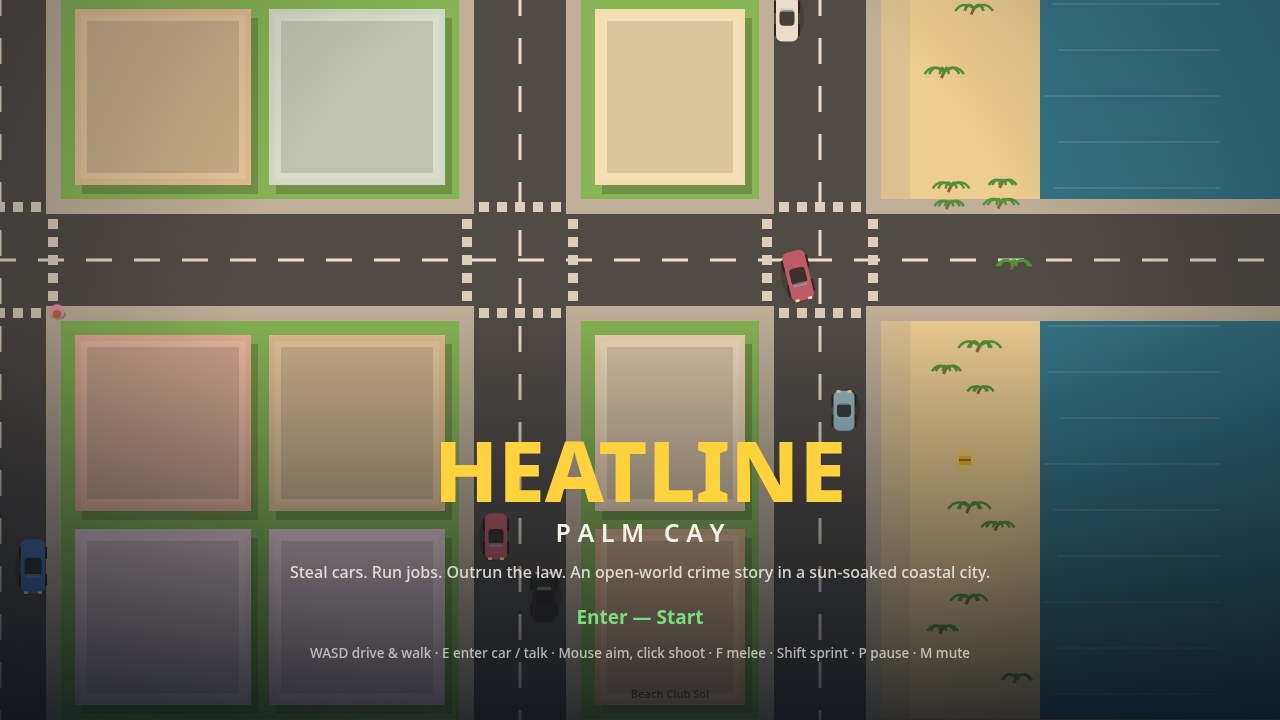 HEATLINE
PALM CAY
Steal cars. Run jobs. Outrun the law. An open-world crime story in a sun-soaked coastal city.
Enter — Start
WASD drive & walk · E enter car / talk · Mouse aim, click shoot · F melee · Shift sprint · P pause · M mute
Beach Club Sol